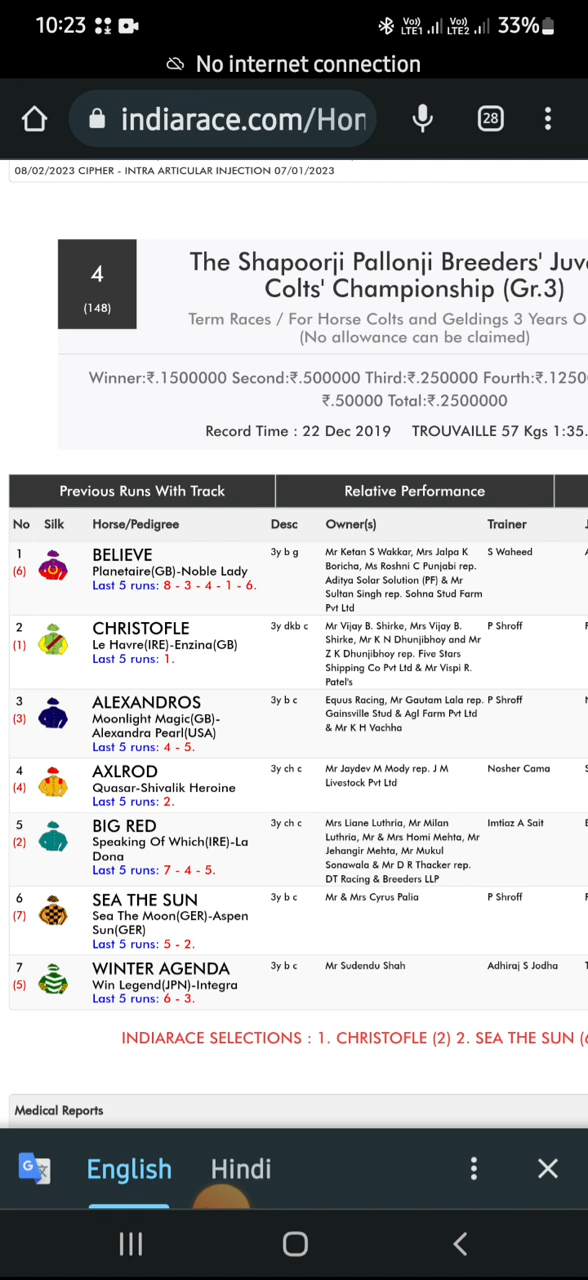 10:23
Vo)) LTE1 Vo)) LTE2 33%
No internet connection
indiarace.com/Hor
28
08/02/2023 CIPHER - INTRA ARTICULAR INJECTION 07/01/2023
4
(148)
The Shapoorji Pallonji Breeders' Juv
Colts' Championship (Gr.3)
Term Races / For Horse Colts and Geldings 3 Years O
(No allowance can be claimed)
Winner:₹.1500000 Second:₹.500000 Third:₹.250000 Fourth:₹.1250
₹.50000 Total:₹.2500000
Record Time : 22 Dec 2019 TROUVAILLE 57 Kgs 1:35.
Previous Runs With Track Relative Performance
No Silk Horse/Pedigree Desc Owner(s) Trainer J
1 BELIEVE 3y b g Mr Ketan S Wakkar, Mrs Jalpa K S Waheed A
(6) Planetaire(GB)-Noble Lady Boricha, Ms Roshni C Punjabi rep.
Last 5 runs: 8 - 3 - 4 - 1 - 6. Aditya Solar Solution (PF) & Mr
Sultan Singh rep. Sohna Stud Farm
Pvt Ltd
2 CHRISTOFLE 3y dkb c Mr Vijay B. Shirke, Mrs Vijay B. P Shroff F
(1) Le Havre(IRE)-Enzina(GB) Shirke, Mr K N Dhunjibhoy and Mr
Last 5 runs: 1. Z K Dhunjibhoy rep. Five Stars
Shipping Co Pvt Ltd & Mr Vispi R.
Patel's
3 ALEXANDROS 3y b c Equus Racing, Mr Gautam Lala rep. P Shroff N
(3) Moonlight Magic(GB)- Gainsville Stud & Agl Farm Pvt Ltd
Alexandra Pearl(USA) & Mr K H Vachha
Last 5 runs: 4 - 5.
4 AXLROD 3y ch c Mr Jaydev M Mody rep. J M Nosher Cama S
(4) Quasar-Shivalik Heroine Livestock Pvt Ltd
Last 5 runs: 2.
5 BIG RED 3y ch c Mrs Liane Luthria, Mr Milan Imtiaz A Sait E
(2) Speaking Of Which(IRE)-La Luthria, Mr & Mrs Homi Mehta, Mr
Dona Jehangir Mehta, Mr Mukul
Last 5 runs: 7 - 4 - 5. Sonawala & Mr D R Thacker rep.
DT Racing & Breeders LLP
6 SEA THE SUN 3y b c Mr & Mrs Cyrus Palia P Shroff F
(7) Sea The Moon(GER)-Aspen
Sun(GER)
Last 5 runs: 5 - 2.
7 WINTER AGENDA 3y b c Mr Sudendu Shah Adhiraj S Jodha T
(5) Win Legend(JPN)-Integra
Last 5 runs: 6 - 3.
INDIARACE SELECTIONS : 1. CHRISTOFLE (2) 2. SEA THE SUN (6
Medical Reports
English Hindi